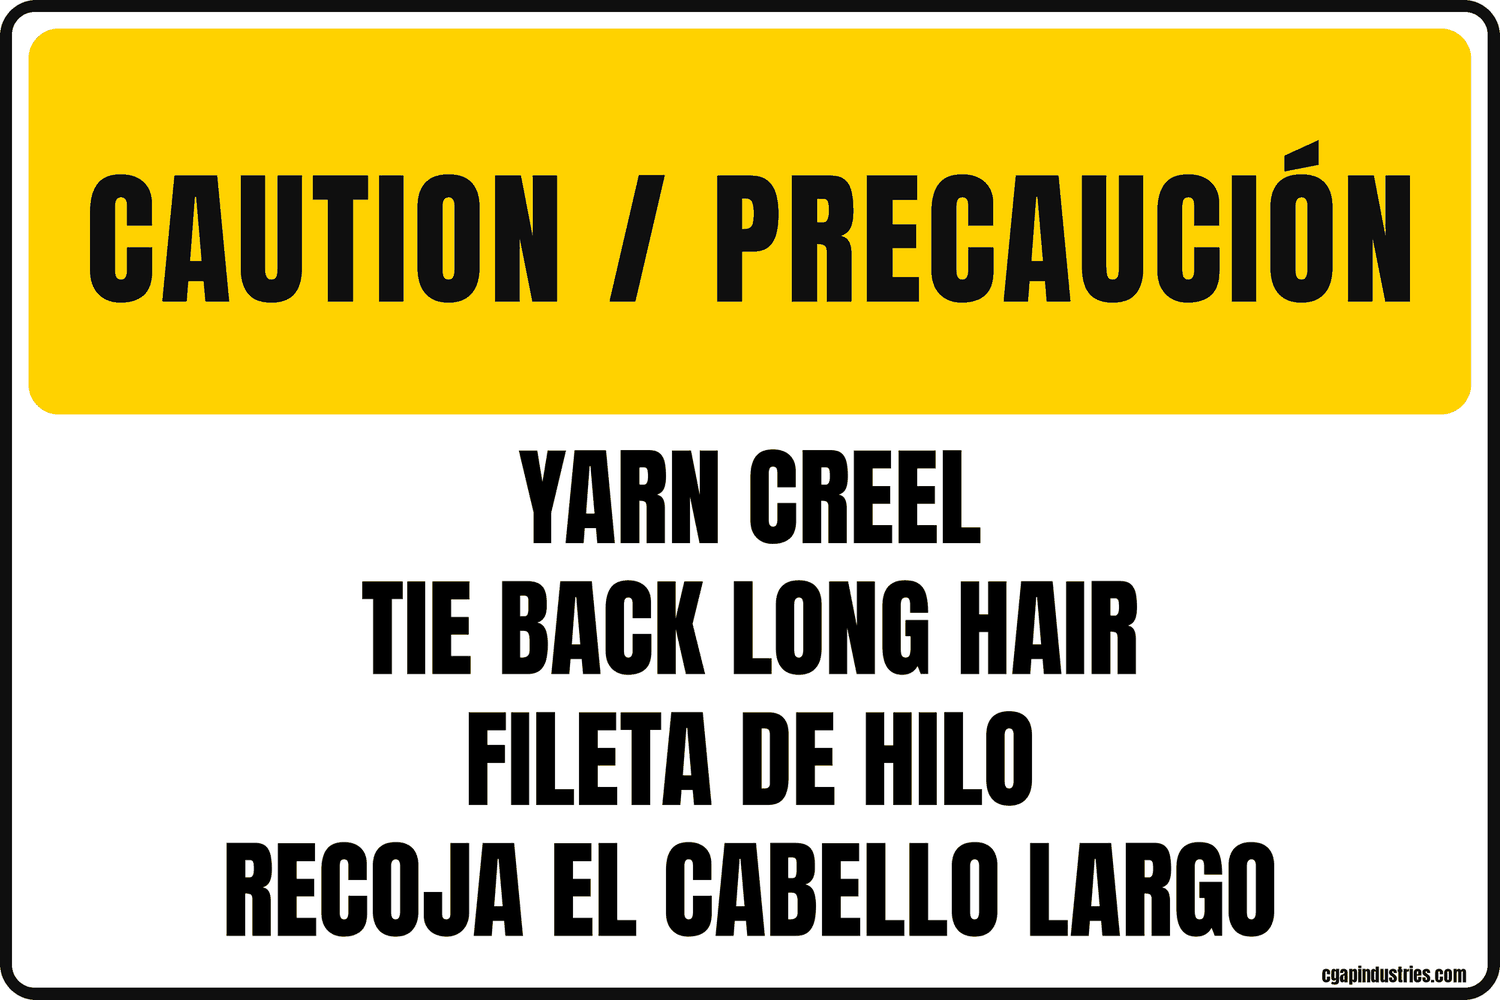 CAUTION / PRECAUCIÓN
YARN CREEL
TIE BACK LONG HAIR
FILETA DE HILO
RECOJA EL CABELLO LARGO
cgapindustries.com